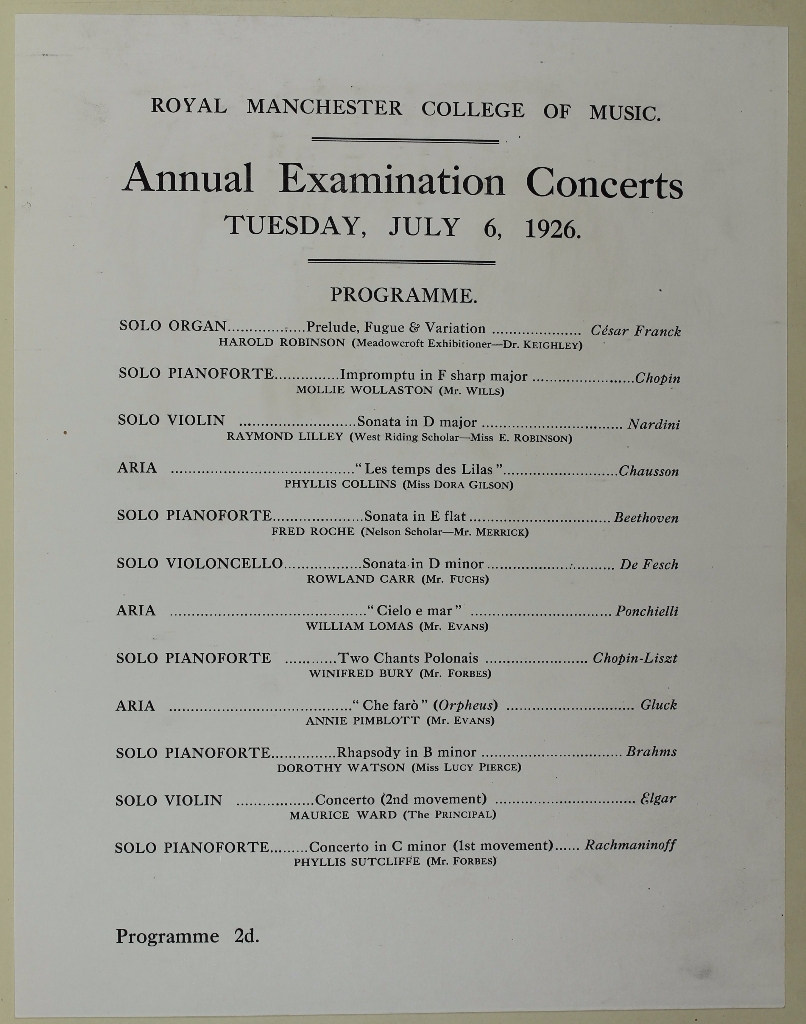 ROYAL MANCHESTER COLLEGE OF MUSIC.
Annual Examination Concerts
TUESDAY, JULY 6, 1926.
PROGRAMME.
SOLO ORGAN....................Prelude, Fugue & Variation ...................... César Franck
HAROLD ROBINSON (Meadowcroft Exhibitioner—Dr. KEIGHLEY)
SOLO PIANOFORTE...............Impromptu in F sharp major .........................Chopin
MOLLIE WOLLASTON (Mr. WILLS)
SOLO VIOLIN ............................Sonata in D major .................................. Nardini
RAYMOND LILLEY (West Riding Scholar—Miss E. ROBINSON)
ARIA ............................................"Les temps des Lilas"............................Chausson
PHYLLIS COLLINS (Miss DORA GILSON)
SOLO PIANOFORTE......................Sonata in E flat ..................................Beethoven
FRED ROCHE (Nelson Scholar—Mr. MERRICK)
SOLO VIOLONCELLO...................Sonata in D minor ............................... De Fesch
ROWLAND CARR (Mr. FUCHS)
ARIA ................................................"Cielo e mar" .................................. Ponchielli
WILLIAM LOMAS (Mr. EVANS)
SOLO PIANOFORTE ............Two Chants Polonais ......................... Chopin-Liszt
WINIFRED BURY (Mr. FORBES)
ARIA ............................................"Che farò" (Orpheus) ............................... Gluck
ANNIE PIMBLOTT (Mr. EVANS)
SOLO PIANOFORTE................Rhapsody in B minor .................................. Brahms
DOROTHY WATSON (Miss LUCY PIERCE)
SOLO VIOLIN ...................Concerto (2nd movement) .................................. Elgar
MAURICE WARD (The PRINCIPAL)
SOLO PIANOFORTE.........Concerto in C minor (1st movement)...... Rachmaninoff
PHYLLIS SUTCLIFFE (Mr. FORBES)
Programme 2d.